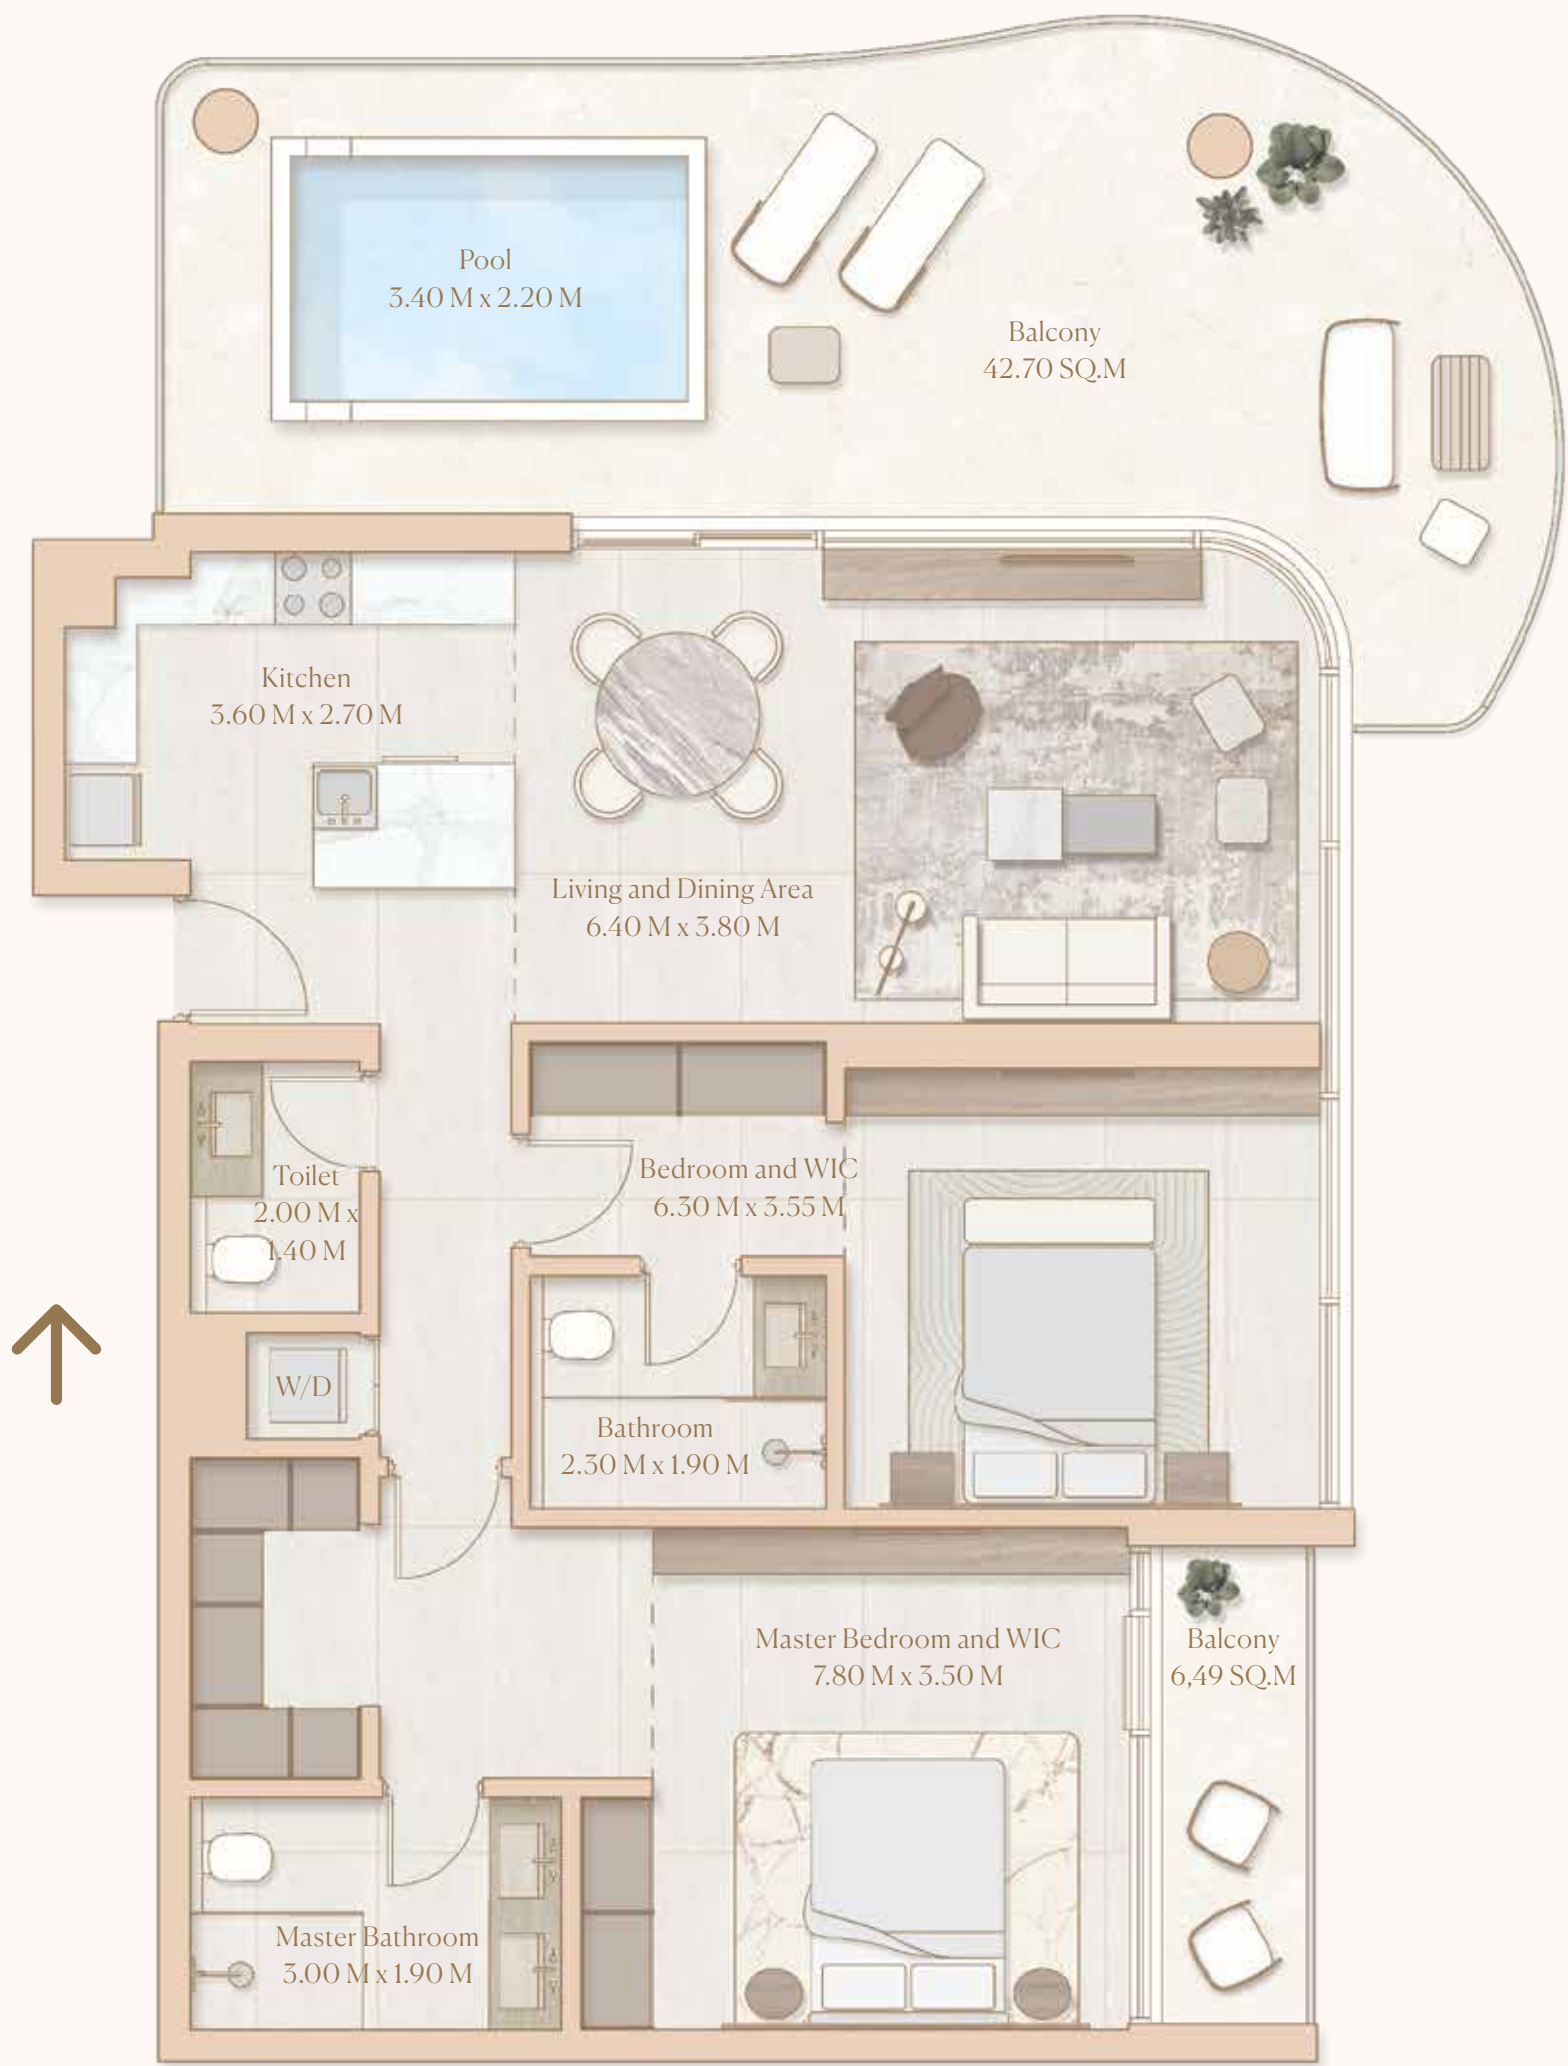 Pool
3.40 M x 2.20 M
Balcony
42.70 SQ.M
Kitchen
3.60 M x 2.70 M
Living and Dining Area
6.40 M x 3.80 M
Bedroom and WIC
6.30 M x 3.55 M
Toilet
2.00 M x
1.40 M
W/D
Bathroom
2.30 M x 1.90 M
Master Bedroom and WIC
7.80 M x 3.50 M
Balcony
6,49 SQ.M
Master Bathroom
3.00 M x 1.90 M